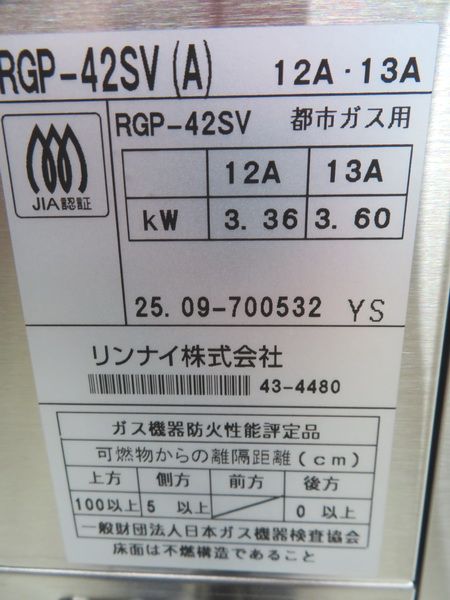 RGP-42SV(A) 12A・13A
JIA認証
RGP-42SV 都市ガス用
12A 13A
kW 3.36 3.60
25.09-700532 YS
リンナイ株式会社
43-4480
ガス機器防火性能評定品
可燃物からの離隔距離(cm)
上方 側方 前方 後方
100以上 5以上 0以上
一般財団法人日本ガス機器検査協会
床面は不燃構造であること